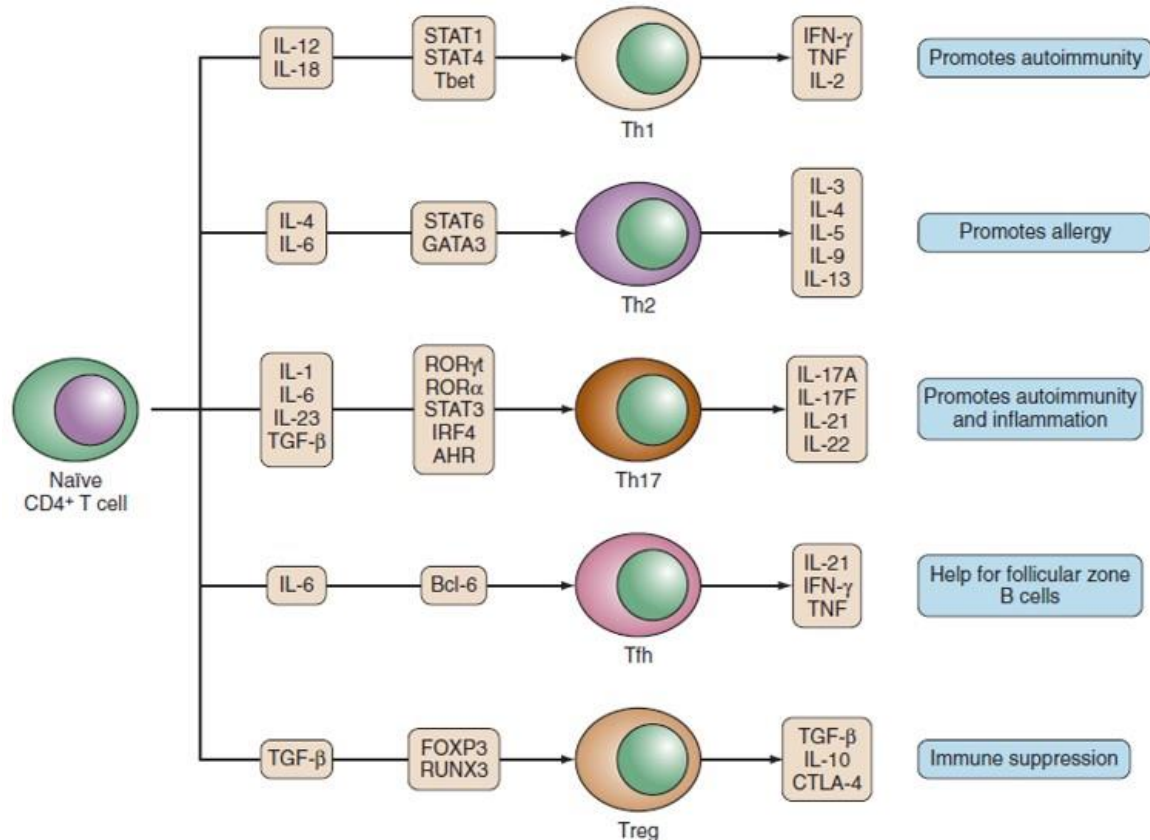 IL-12
IL-18
STAT1
STAT4
Tbet
Th1
IFN-γ
TNF
IL-2
Promotes autoimmunity
IL-4
IL-6
STAT6
GATA3
Th2
IL-3
IL-4
IL-5
IL-9
IL-13
Promotes allergy
Naïve
CD4⁺ T cell
IL-1
IL-6
IL-23
TGF-β
RORγt
RORα
STAT3
IRF4
AHR
Th17
IL-17A
IL-17F
IL-21
IL-22
Promotes autoimmunity
and inflammation
IL-6
Bcl-6
Tfh
IL-21
IFN-γ
TNF
Help for follicular zone
B cells
TGF-β
FOXP3
RUNX3
Treg
TGF-β
IL-10
CTLA-4
Immune suppression